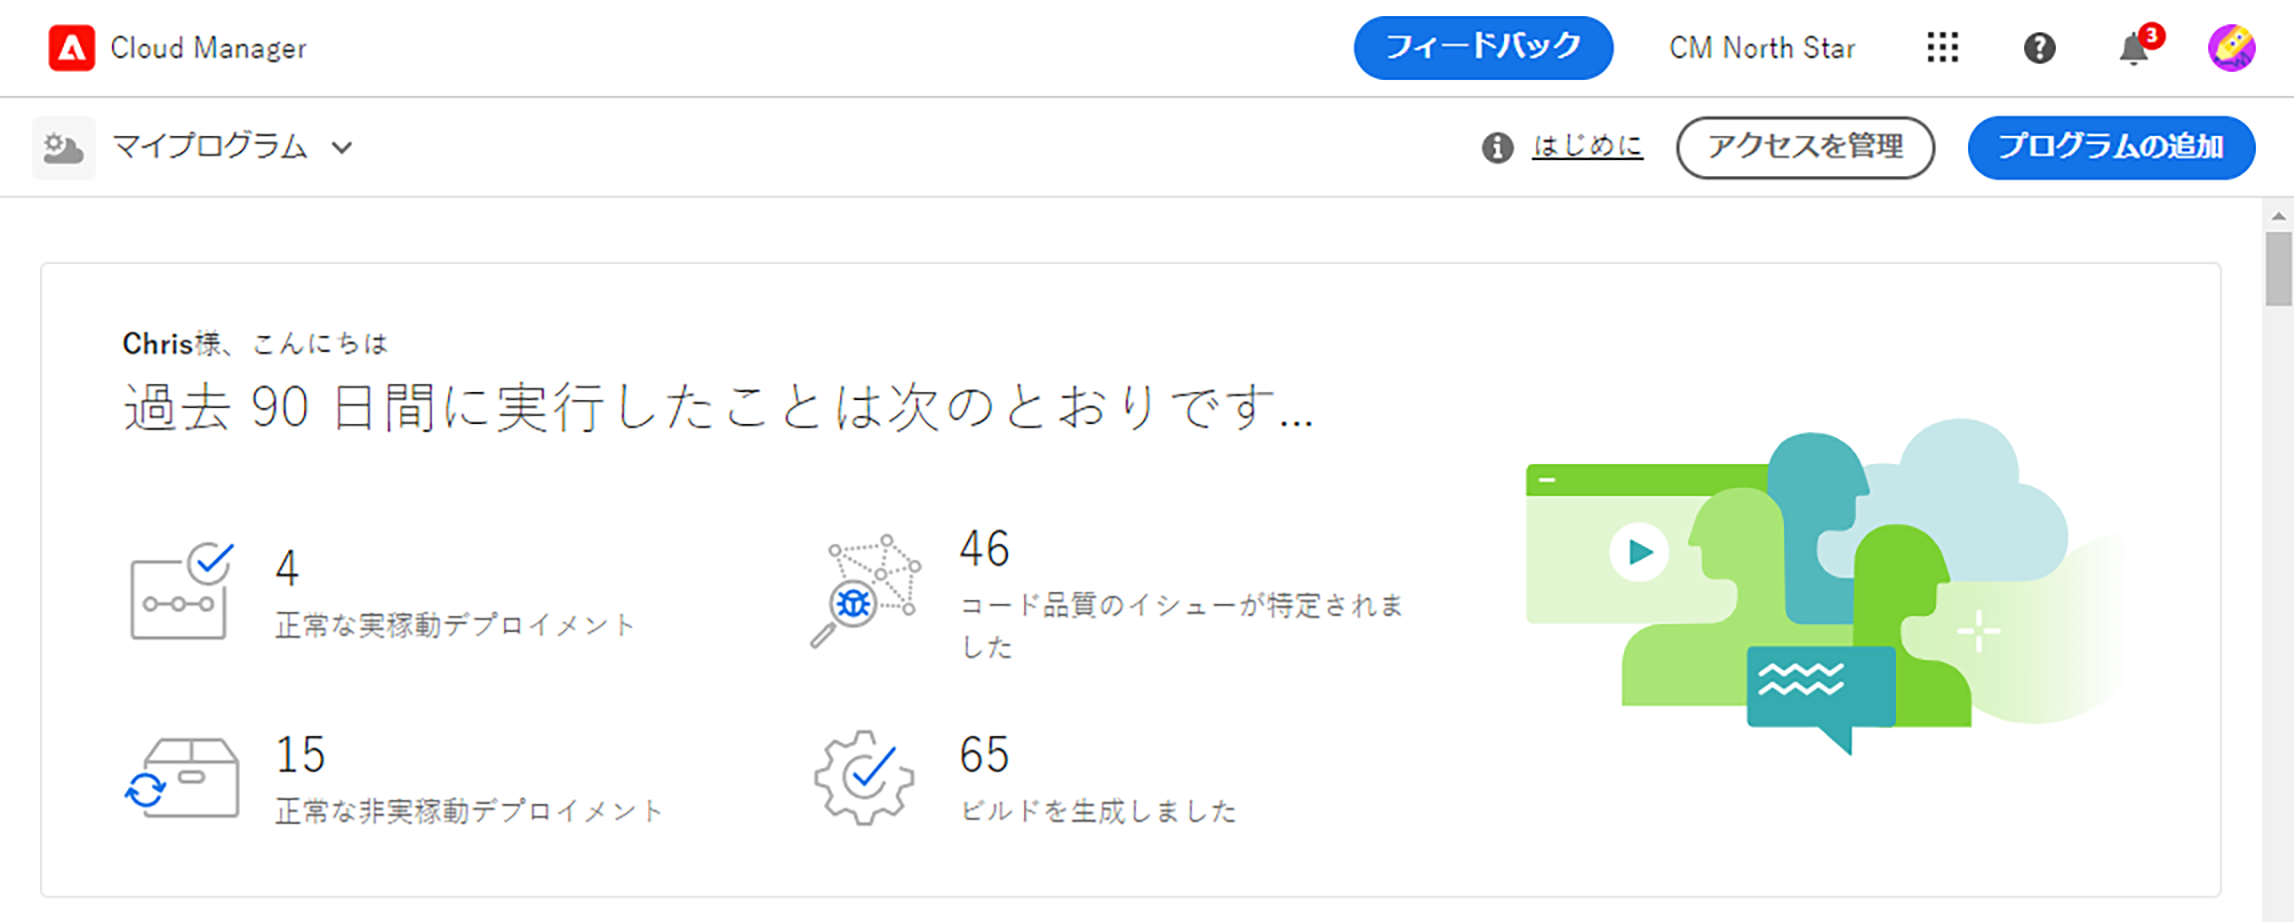 Cloud Manager
フィードバック
CM North Star
3
マイプログラム
はじめに
アクセスを管理
プログラムの追加
Chris様、こんにちは
過去 90 日間に実行したことは次のとおりです...
4
正常な実稼動デプロイメント
46
コード品質のイシューが特定されま
した
15
正常な非実稼動デプロイメント
65
ビルドを生成しました